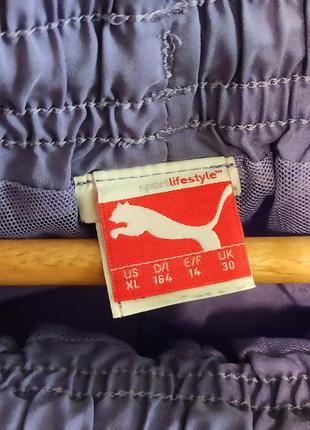 sportlifestyle™
US D/I E/F UK
XL 164 14 30